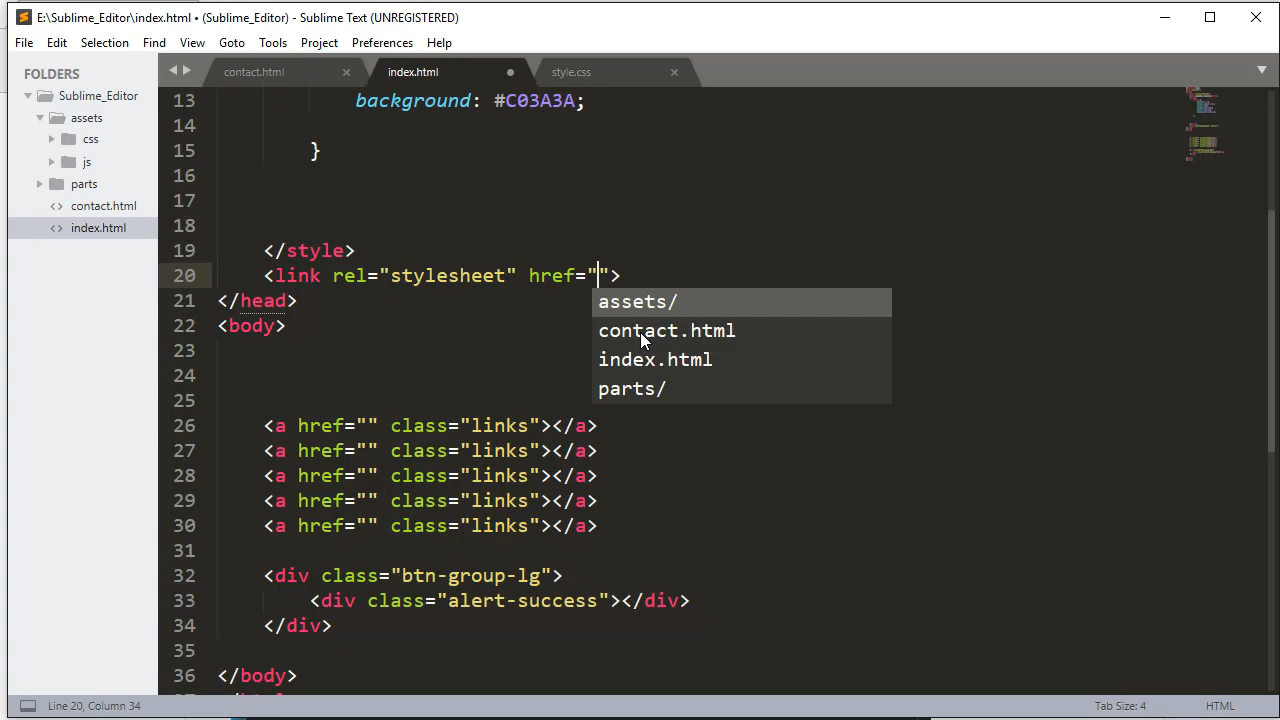 E:\Sublime_Editor\index.html • (Sublime_Editor) - Sublime Text (UNREGISTERED)
File Edit Selection Find View Goto Tools Project Preferences Help
FOLDERS
Sublime_Editor
assets
css
js
parts
contact.html
index.html
contact.html index.html style.css
13 background: #C03A3A;
14
15 }
16
17
18
19 </style>
20 <link rel="stylesheet" href="">
21 </head>
22 <body>
23
24
25
26 <a href="" class="links"></a>
27 <a href="" class="links"></a>
28 <a href="" class="links"></a>
29 <a href="" class="links"></a>
30 <a href="" class="links"></a>
31
32 <div class="btn-group-lg">
33 <div class="alert-success"></div>
34 </div>
35
36 </body>
assets/
contact.html
index.html
parts/
Line 20, Column 34 Tab Size: 4 HTML